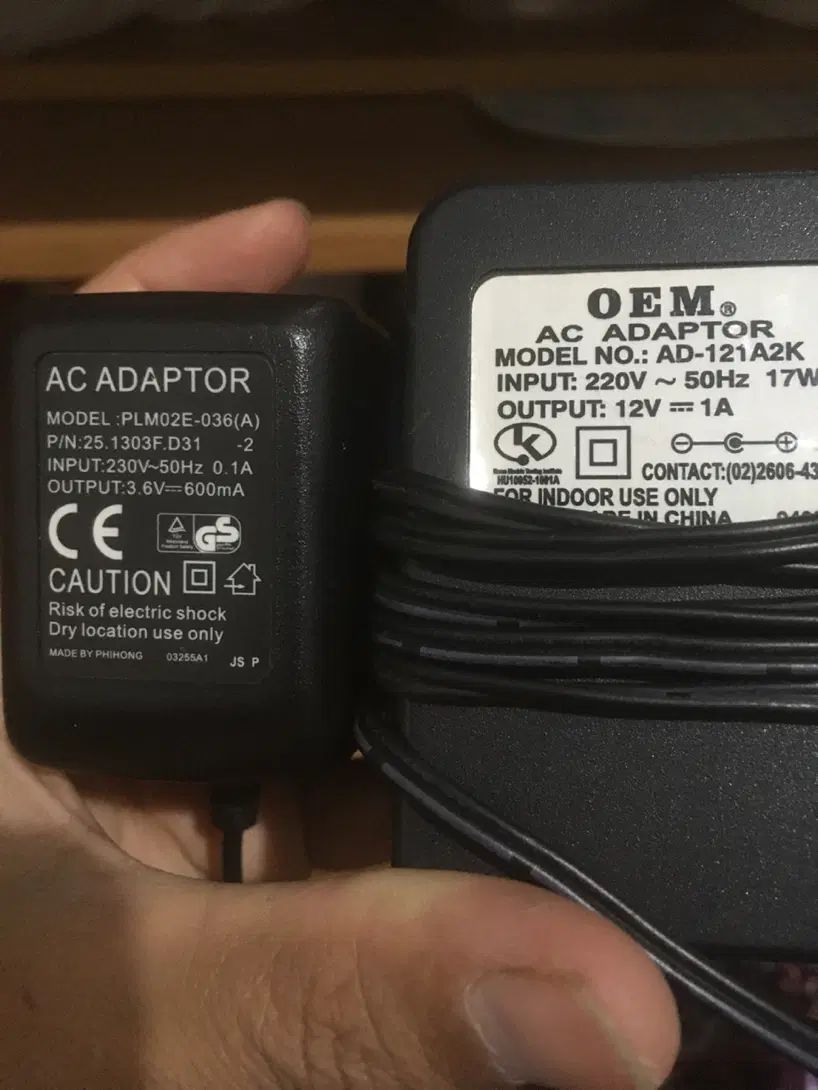 AC ADAPTOR
MODEL :PLM02E-036(A)
P/N:25.1303F.D31 -2
INPUT:230V~50Hz 0.1A
OUTPUT:3.6V⎓600mA
CE
TÜV
GS
CAUTION
Risk of electric shock
Dry location use only
MADE BY PHIHONG 03255A1 JS P
OEM®
AC ADAPTOR
MODEL NO.: AD-121A2K
INPUT: 220V ~ 50Hz 17W
OUTPUT: 12V ⎓ 1A
HU10952-1001A
CONTACT:(02)2606-43
FOR INDOOR USE ONLY
IN CHINA